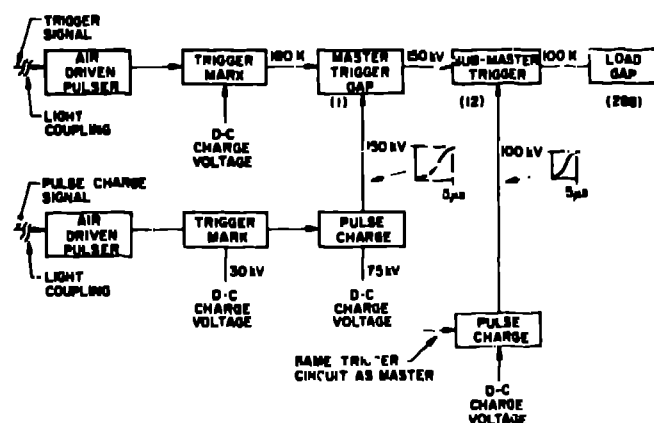 TRIGGER
SIGNAL
AIR
DRIVEN
PULSER
LIGHT
COUPLING
TRIGGER
MARX
D-C
CHARGE
VOLTAGE
180 K
MASTER
TRIGGER
GAP
(1)
150 kV
SUB-MASTER
TRIGGER
(12)
100 K
LOAD
GAP
150 kV
5μs
100 kV
5μs
PULSE CHARGE
SIGNAL
AIR
DRIVEN
PULSER
LIGHT
COUPLING
TRIGGER
MARX
30 kV
D-C
CHARGE
VOLTAGE
PULSE
CHARGE
75 kV
D-C
CHARGE
VOLTAGE
SAME TRIGGER
CIRCUIT AS MASTER
PULSE
CHARGE
D-C
CHARGE
VOLTAGE